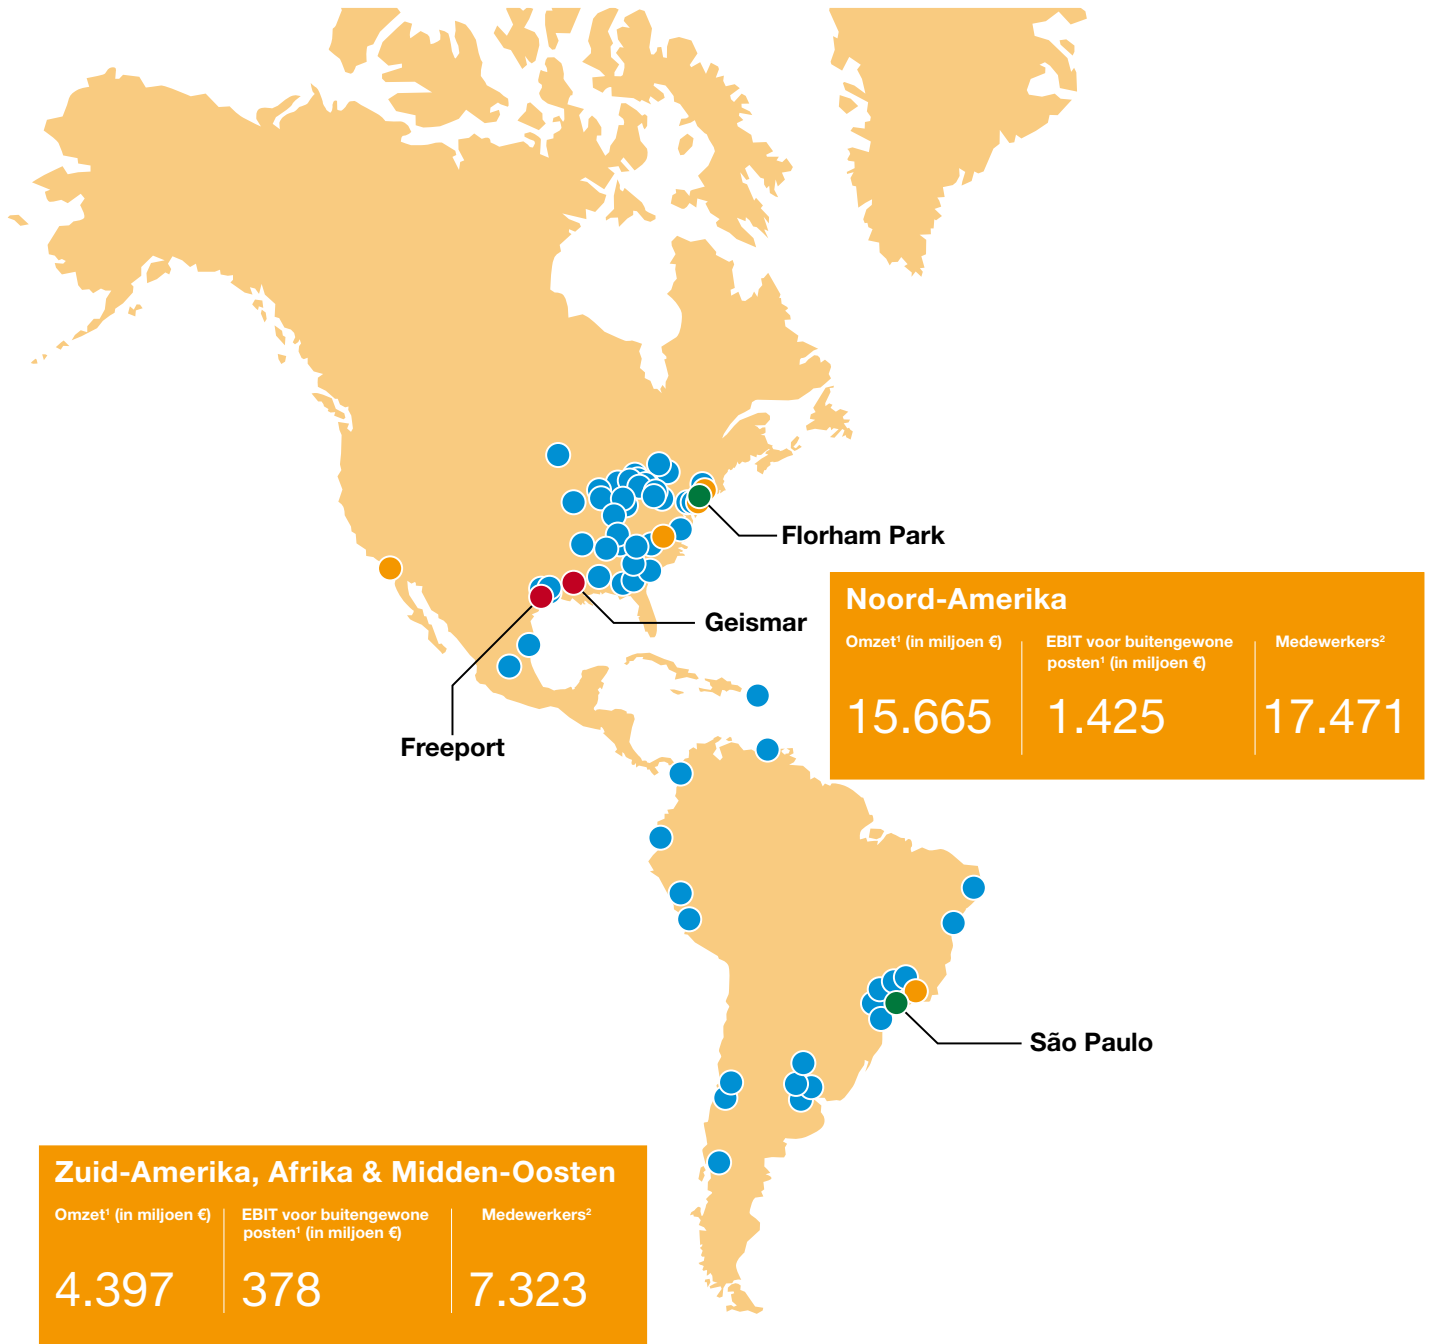 Florham Park
Noord-Amerika
Omzet¹ (in miljoen €)
EBIT voor buitengewone
posten¹ (in miljoen €)
Medewerkers²
15.665
1.425
17.471
Geismar
Freeport
São Paulo
Zuid-Amerika, Afrika & Midden-Oosten
Omzet¹ (in miljoen €)
EBIT voor buitengewone
posten¹ (in miljoen €)
Medewerkers²
4.397
378
7.323